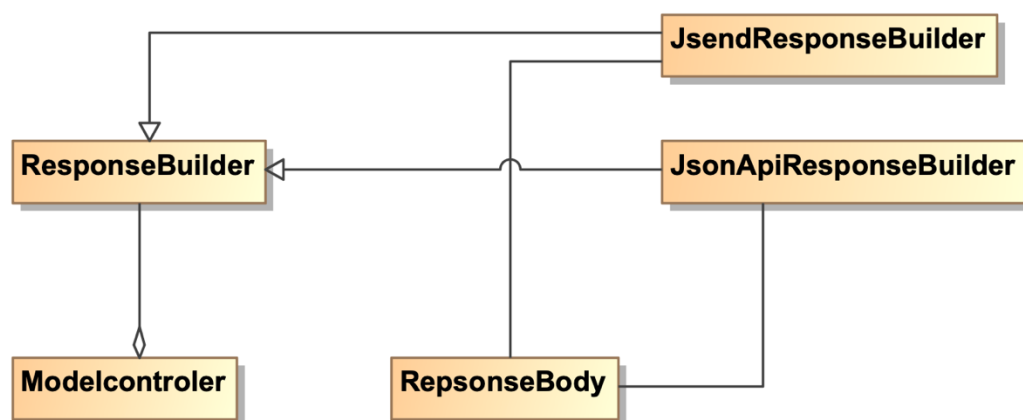 JsendResponseBuilder
ResponseBuilder
JsonApiResponseBuilder
Modelcontroler
RepsonseBody